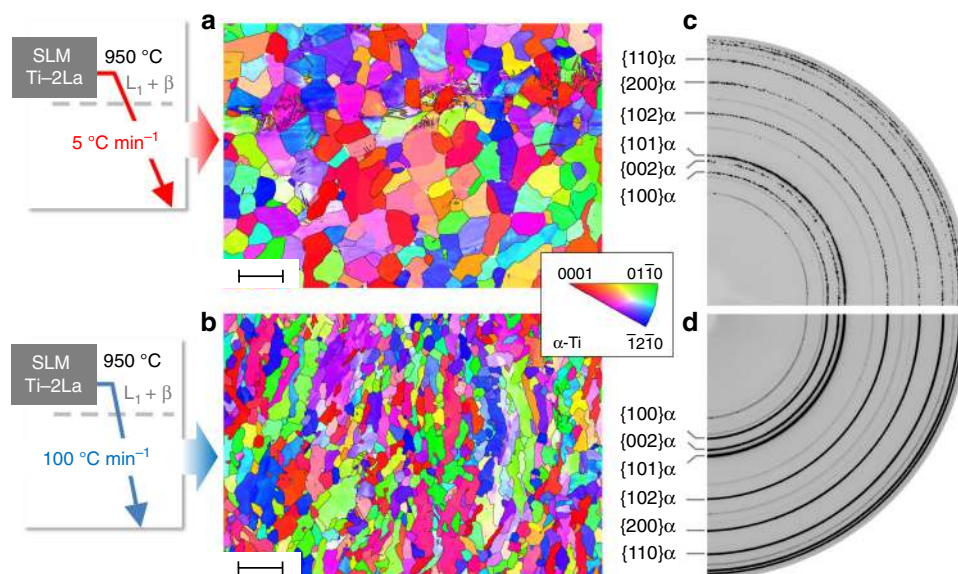 a
SLM
Ti–2La
950 °C
L₁ + β
5 °C min⁻¹
c
{110}α
{200}α
{102}α
{101}α
{002}α
{100}α
0001
011̅0
α-Ti
1̅21̅0
b
SLM
Ti–2La
950 °C
L₁ + β
100 °C min⁻¹
d
{100}α
{002}α
{101}α
{102}α
{200}α
{110}α